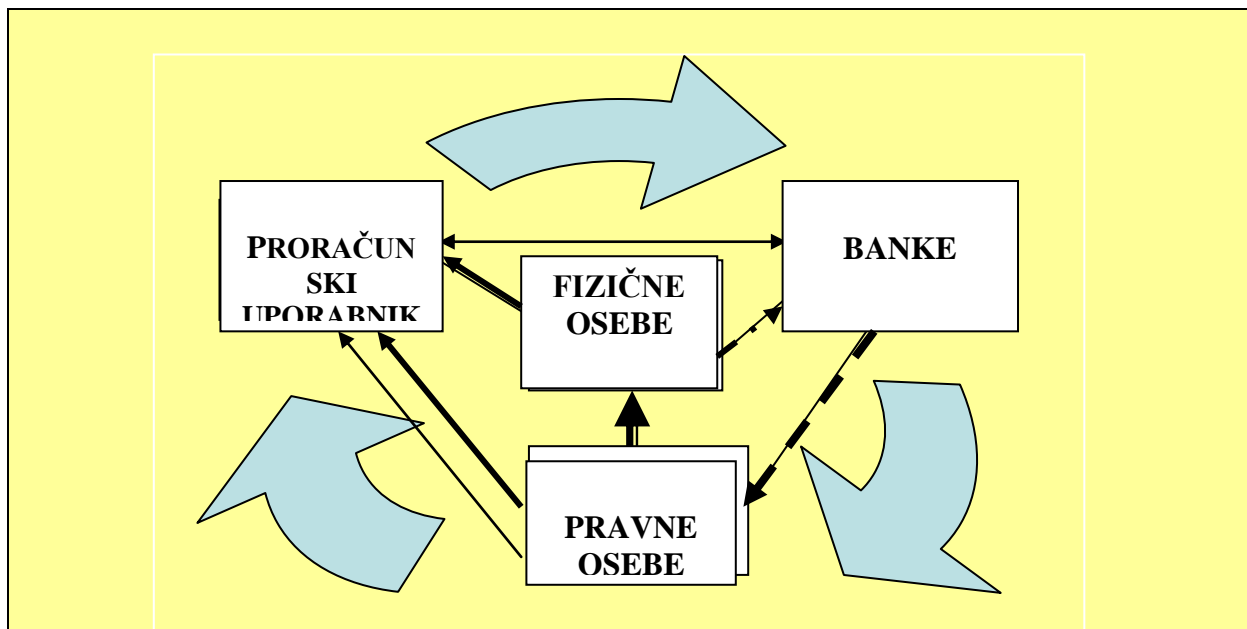 PRORAČUN
SKI
UPORABNIK
BANKE
FIZIČNE
OSEBE
PRAVNE
OSEBE